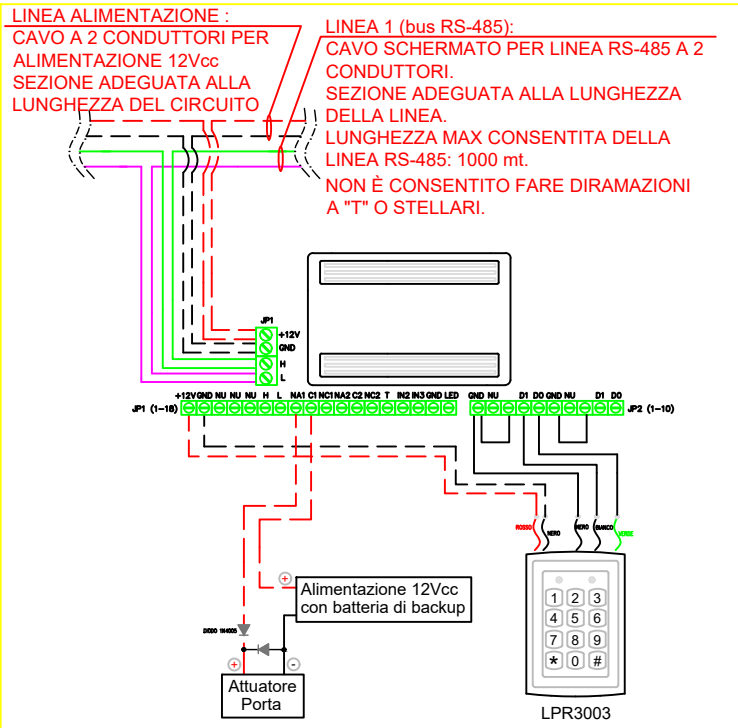 LINEA ALIMENTAZIONE :
CAVO A 2 CONDUTTORI PER
ALIMENTAZIONE 12Vcc
SEZIONE ADEGUATA ALLA
LUNGHEZZA DEL CIRCUITO
LINEA 1 (bus RS-485):
CAVO SCHERMATO PER LINEA RS-485 A 2
CONDUTTORI.
SEZIONE ADEGUATA ALLA LUNGHEZZA
DELLA LINEA.
LUNGHEZZA MAX CONSENTITA DELLA
LINEA RS-485: 1000 mt.
NON È CONSENTITO FARE DIRAMAZIONI
A "T" O STELLARI.
JP1
+12V
GND
H
L
+12V GND NU NU NU H L NA1 C1 NC1 NA2 C2 NC2 T IN2 IN3 GND LED
JP1 (1-18)
GND NU D1 D0 GND NU D1 D0
JP2 (1-10)
ROSSO
NERO
NERO
BIANCO
VERDE
+
Alimentazione 12Vcc
con batteria di backup
DIODO 1N4005
+
-
Attuatore
Porta
1 2 3
4 5 6
7 8 9
* 0 #
LPR3003